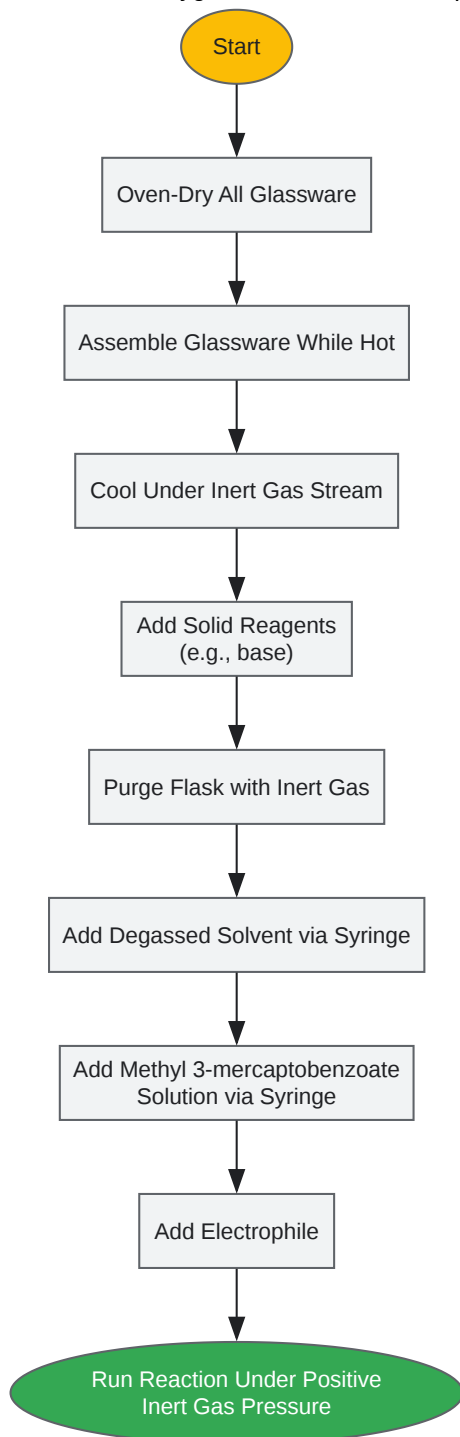 Start
Oven-Dry All Glassware
Assemble Glassware While Hot
Cool Under Inert Gas Stream
Add Solid Reagents
(e.g., base)
Purge Flask with Inert Gas
Add Degassed Solvent via Syringe
Add Methyl 3-mercaptobenzoate
Solution via Syringe
Add Electrophile
Run Reaction Under Positive
Inert Gas Pressure